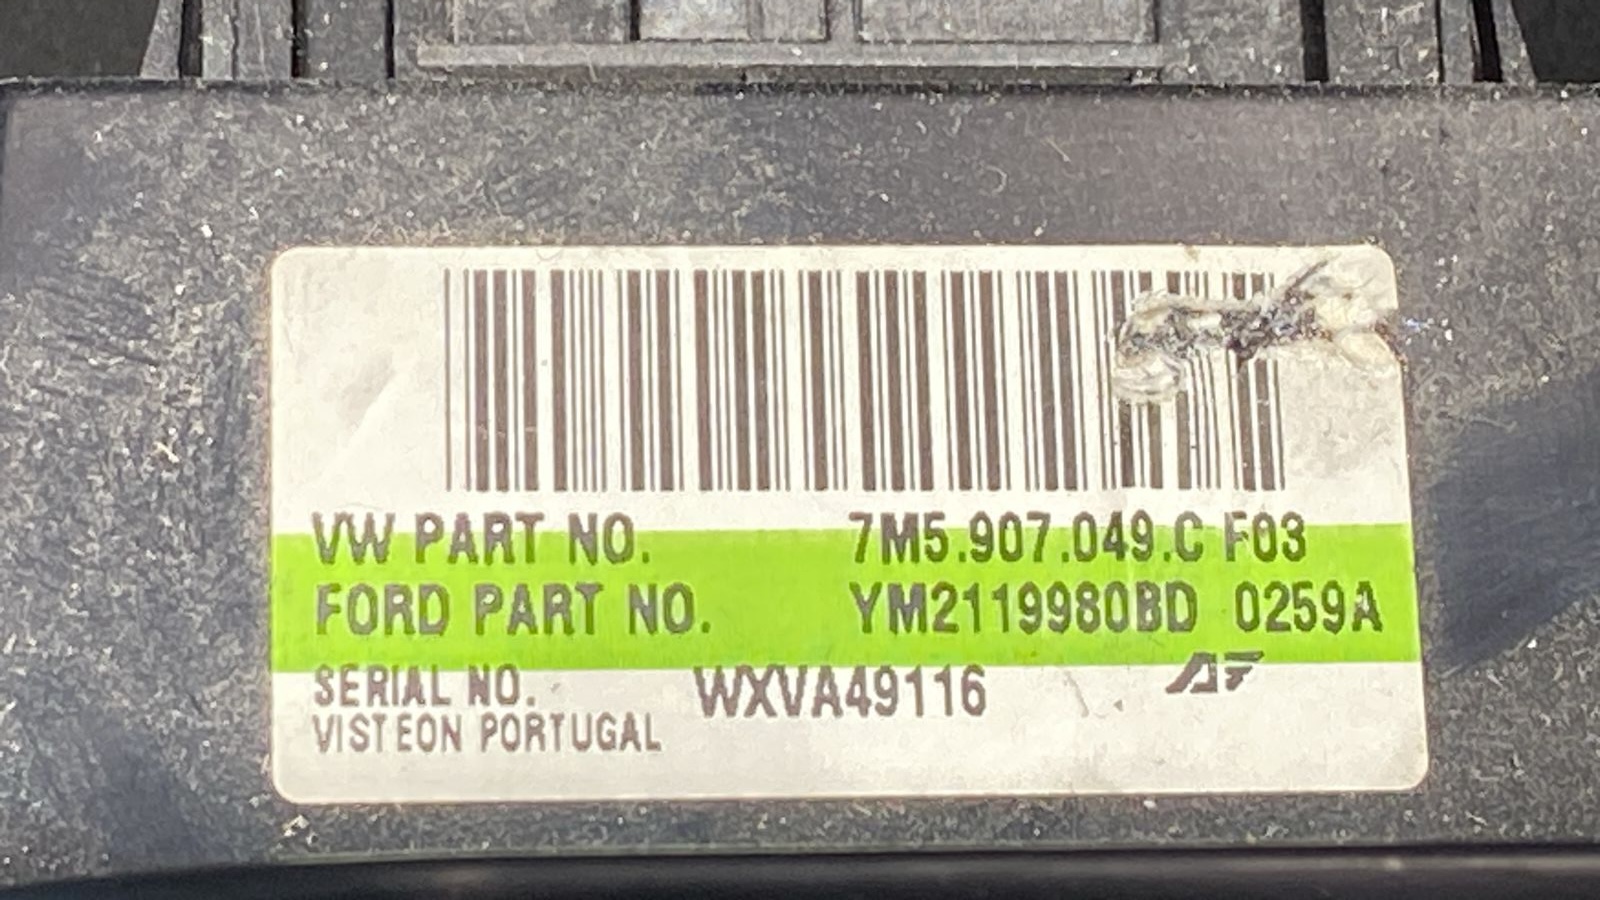 VW PART NO. 7M5.907.049.C F03
FORD PART NO. YM2119980BD 0259A
SERIAL NO. WXVA49116
VISTEON PORTUGAL